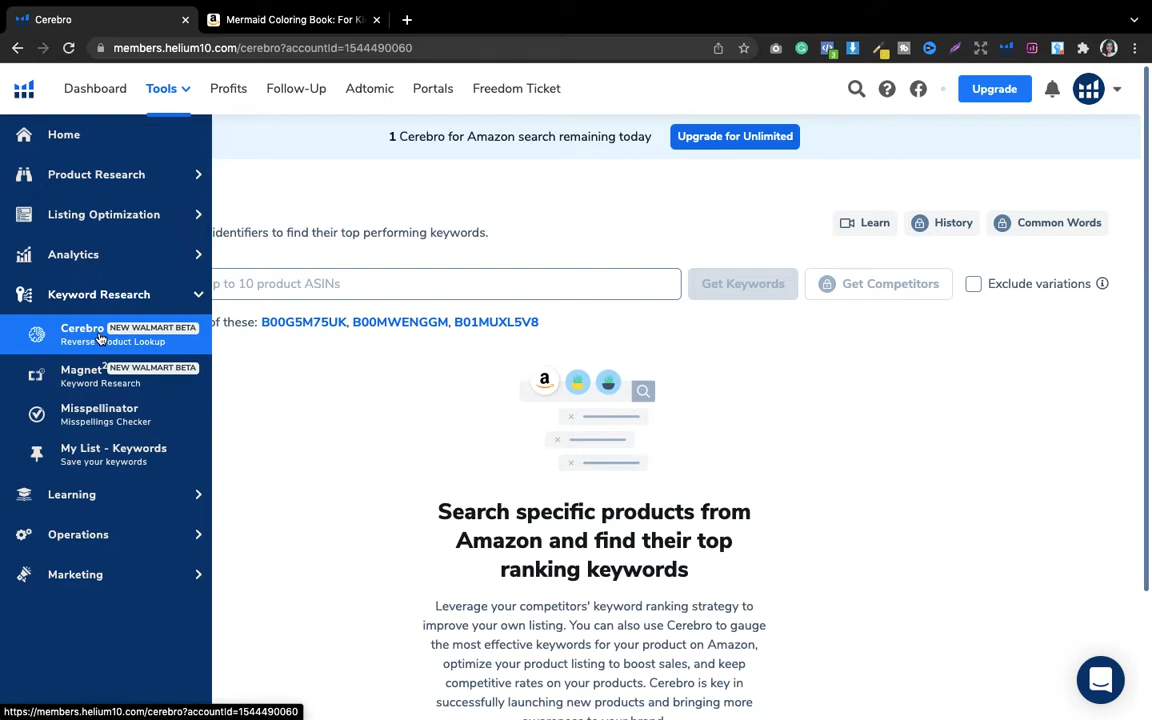 Cerebro
Mermaid Coloring Book: For Ki
members.helium10.com/cerebro?accountId=1544490060
Dashboard
Tools
Profits
Follow-Up
Adtomic
Portals
Freedom Ticket
Upgrade
1 Cerebro for Amazon search remaining today
Upgrade for Unlimited
Home
Product Research
Listing Optimization
Analytics
Keyword Research
Cerebro NEW WALMART BETA
Reverse Product Lookup
Magnet2 NEW WALMART BETA
Keyword Research
Misspellinator
Misspellings Checker
My List - Keywords
Save your keywords
Learning
Operations
Marketing
identifiers to find their top performing keywords.
Learn
History
Common Words
p to 10 product ASINs
Get Keywords
Get Competitors
Exclude variations
of these: B00G5M75UK, B00MWENGGM, B01MUXL5V8
Search specific products from
Amazon and find their top
ranking keywords
Leverage your competitors' keyword ranking strategy to
improve your own listing. You can also use Cerebro to gauge
the most effective keywords for your product on Amazon,
optimize your product listing to boost sales, and keep
competitive rates on your products. Cerebro is key in
successfully launching new products and bringing more
awareness to your brand.
https://members.helium10.com/cerebro?accountId=1544490060